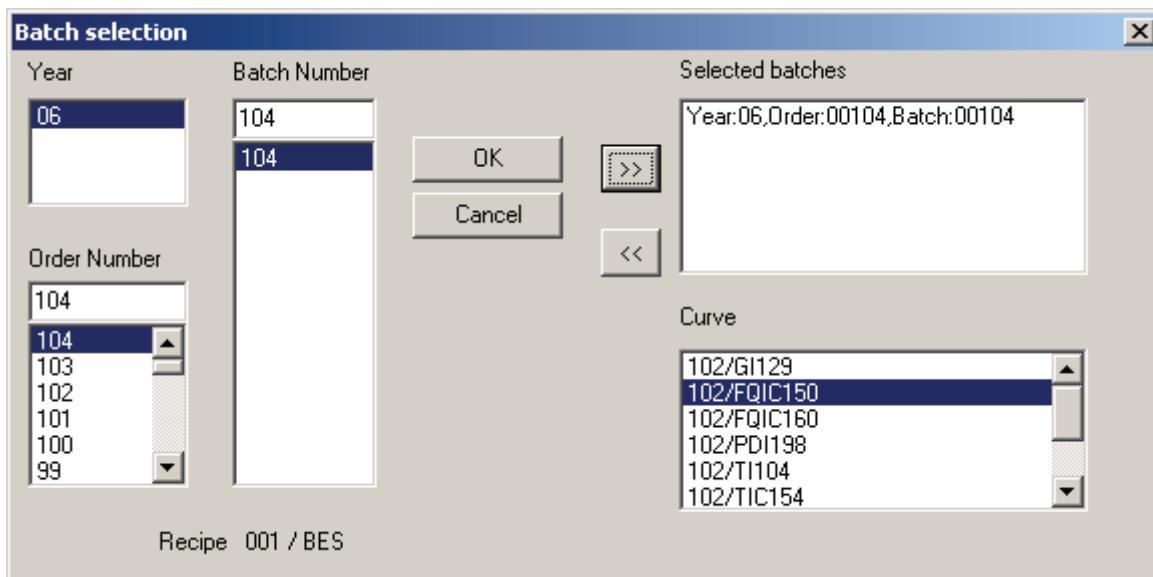 Batch selection
Year
06
Order Number
104
104
103
102
101
100
99
Batch Number
104
104
OK
Cancel
>>
<<
Selected batches
Year:06,Order:00104,Batch:00104
Curve
102/GI129
102/FQIC150
102/FQIC160
102/PDI198
102/TI104
102/TIC154
Recipe 001 / BES